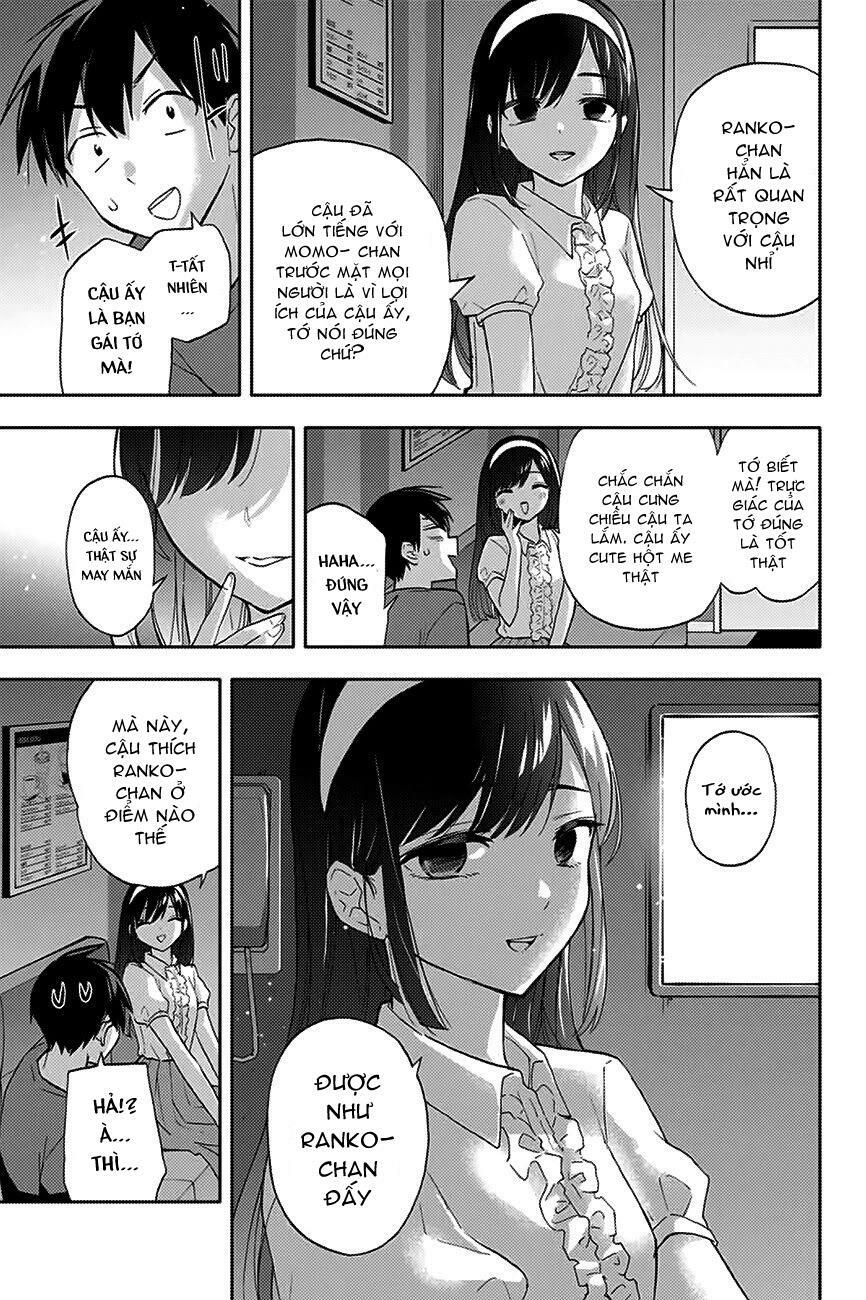 RANKO-
CHAN
HẲN LÀ
RẤT QUAN
TRỌNG
VỚI CẬU
NHỈ
CẬU ĐÃ
LỚN TIẾNG VỚI
MOMO- CHAN
TRƯỚC MẶT MỌI
NGƯỜI LÀ VÌ LỢI
ÍCH CỦA CẬU ẤY,
TỚ NÓI ĐÚNG
CHỨ?
T-TẤT
NHIÊN
...
CẬU ẤY
LÀ BẠN
GÁI TỚ
MÀ!
TỚ BIẾT
MÀ! TRỰC
GIÁC CỦA
TỚ ĐÚNG
LÀ TỐT
THẬT
CHẮC CHẮN
CẬU CƯNG
CHIỀU CẬU TA
LẮM. CẬU ẤY
CUTE HỘT ME
THẬT
HAHA...
ĐÚNG
VẬY
CẬU ẤY...
THẬT SỰ
MAY MẮN
Tớ ước
mình...
ĐƯỢC
NHƯ
RANKO-
CHAN
ĐẤY
MÀ NÀY,
CẬU THÍCH
RANKO-
CHAN Ở
ĐIỂM NÀO
THẾ
HẢ!?
À...
THÌ...